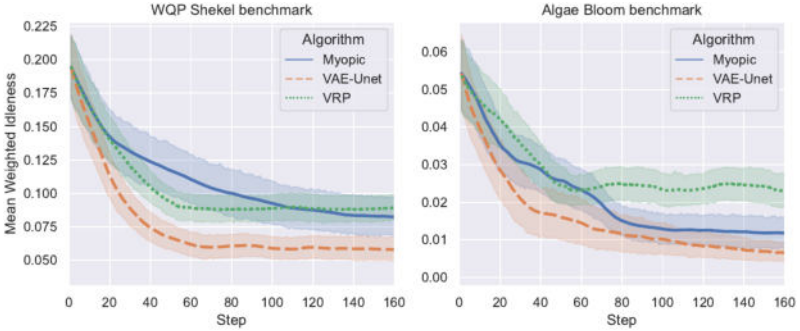 WQP Shekel benchmark
Mean Weighted Idleness
0.225
0.200
0.175
0.150
0.125
0.100
0.075
0.050
Algorithm
Myopic
VAE-Unet
VRP
0 20 40 60 80 100 120 140 160
Step
Algae Bloom benchmark
0.06
0.05
0.04
0.03
0.02
0.01
0.00
Algorithm
Myopic
VAE-Unet
VRP
0 20 40 60 80 100 120 140 160
Step